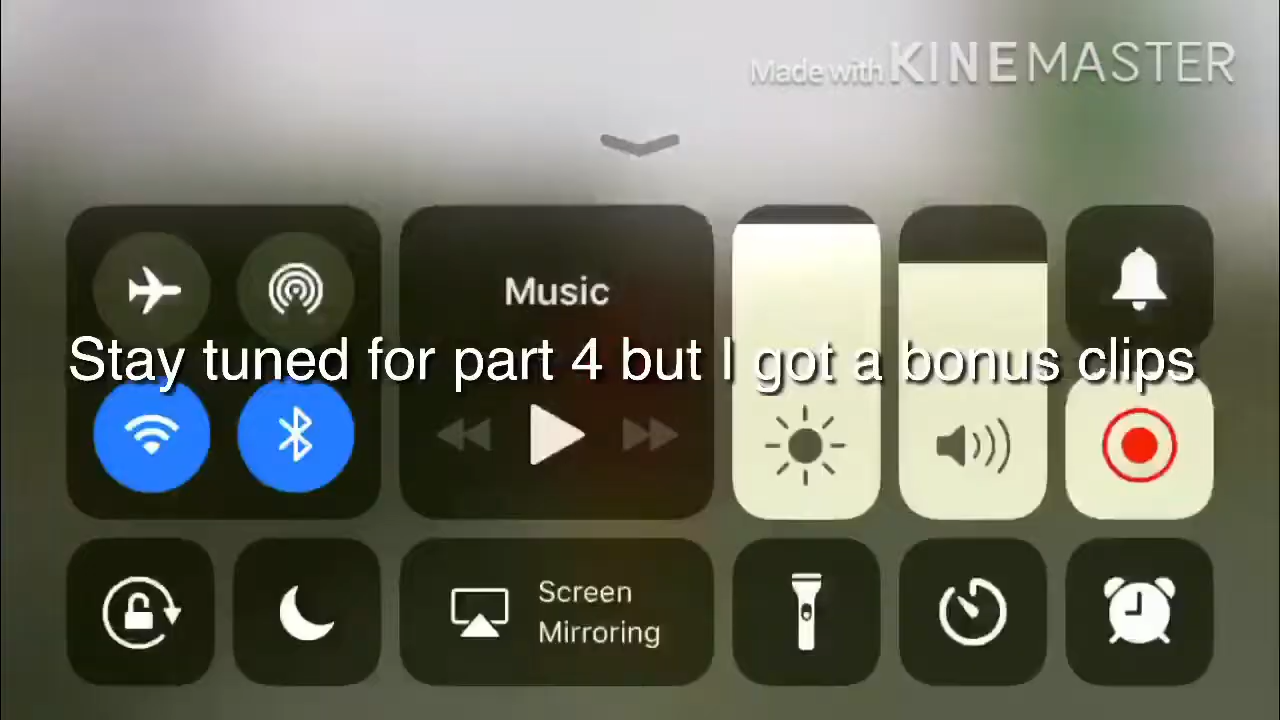 Made with KINEMASTER
Music
Stay tuned for part 4 but I got a bonus clips
Screen
Mirroring